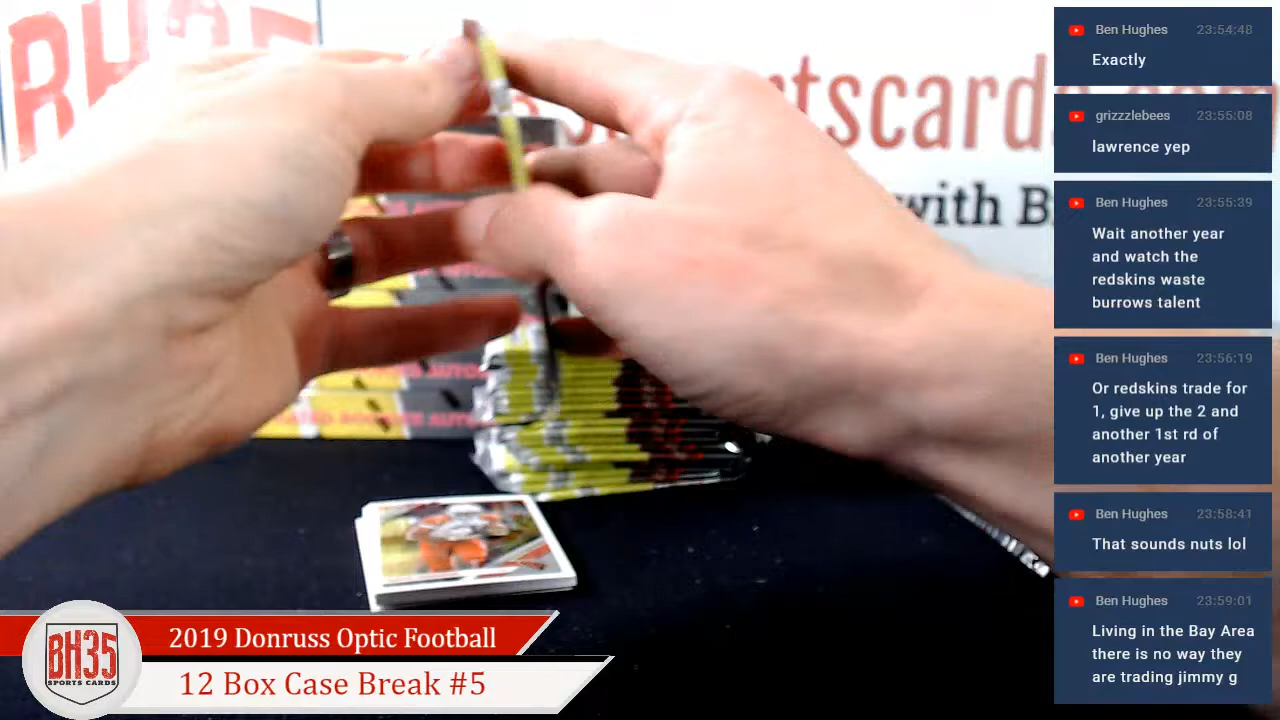 BH35
tscards.com
with B
Ben Hughes 23:54:48
Exactly
grizzzlebees 23:55:08
lawrence yep
Ben Hughes 23:55:39
Wait another year
and watch the
redskins waste
burrows talent
Ben Hughes 23:56:19
Or redskins trade for
1, give up the 2 and
another 1st rd of
another year
Ben Hughes 23:58:41
That sounds nuts lol
Ben Hughes 23:59:01
Living in the Bay Area
there is no way they
are trading jimmy g
BH35
SPORTS CARDS
2019 Donruss Optic Football
12 Box Case Break #5